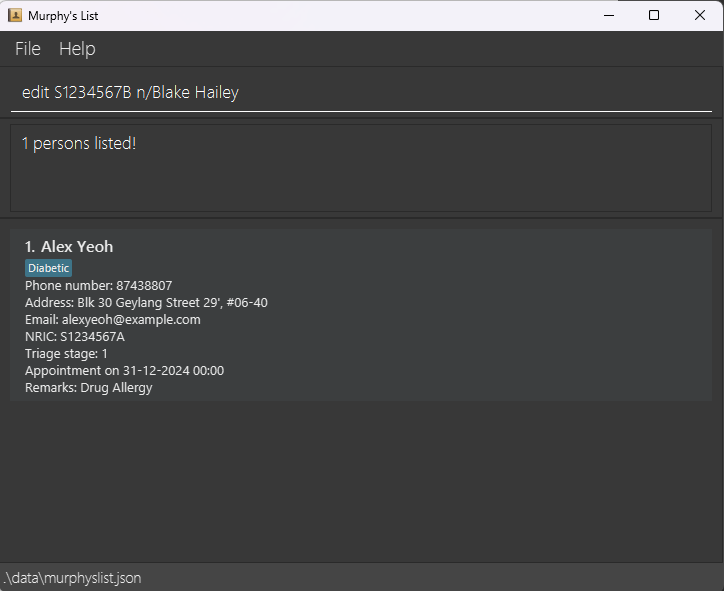 Murphy's List
File Help
edit S1234567B n/Blake Hailey
1 persons listed!
1. Alex Yeoh
Diabetic
Phone number: 87438807
Address: Blk 30 Geylang Street 29', #06-40
Email: alexyeoh@example.com
NRIC: S1234567A
Triage stage: 1
Appointment on 31-12-2024 00:00
Remarks: Drug Allergy
.\data\murphyslist.json